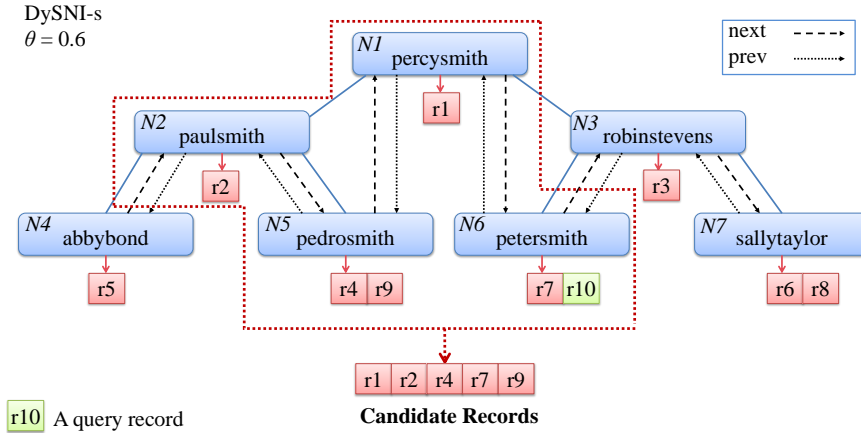 DySNI-s
θ = 0.6
next
prev
N1
percysmith
r1
N2
paulsmith
r2
N3
robinstevens
r3
N4
abbybond
r5
N5
pedrosmith
r4 r9
N6
petersmith
r7 r10
N7
sallytaylor
r6 r8
r1 r2 r4 r7 r9
Candidate Records
r10 A query record